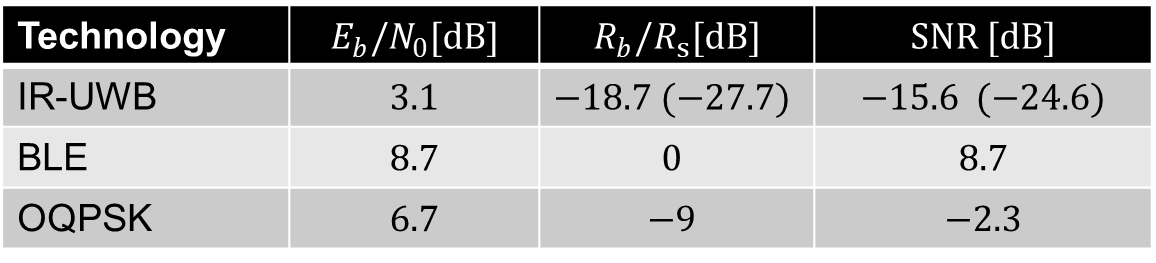 Technology E_b/N_0[dB] R_b/R_s[dB] SNR [dB]
IR-UWB 3.1 −18.7 (−27.7) −15.6 (−24.6)
BLE 8.7 0 8.7
OQPSK 6.7 −9 −2.3